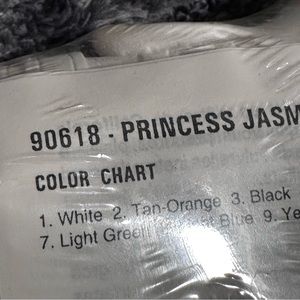 90618 - PRINCESS JASM
COLOR CHART
1. White 2. Tan-Orange 3. Black
7. Light Green Blue 9. Ye